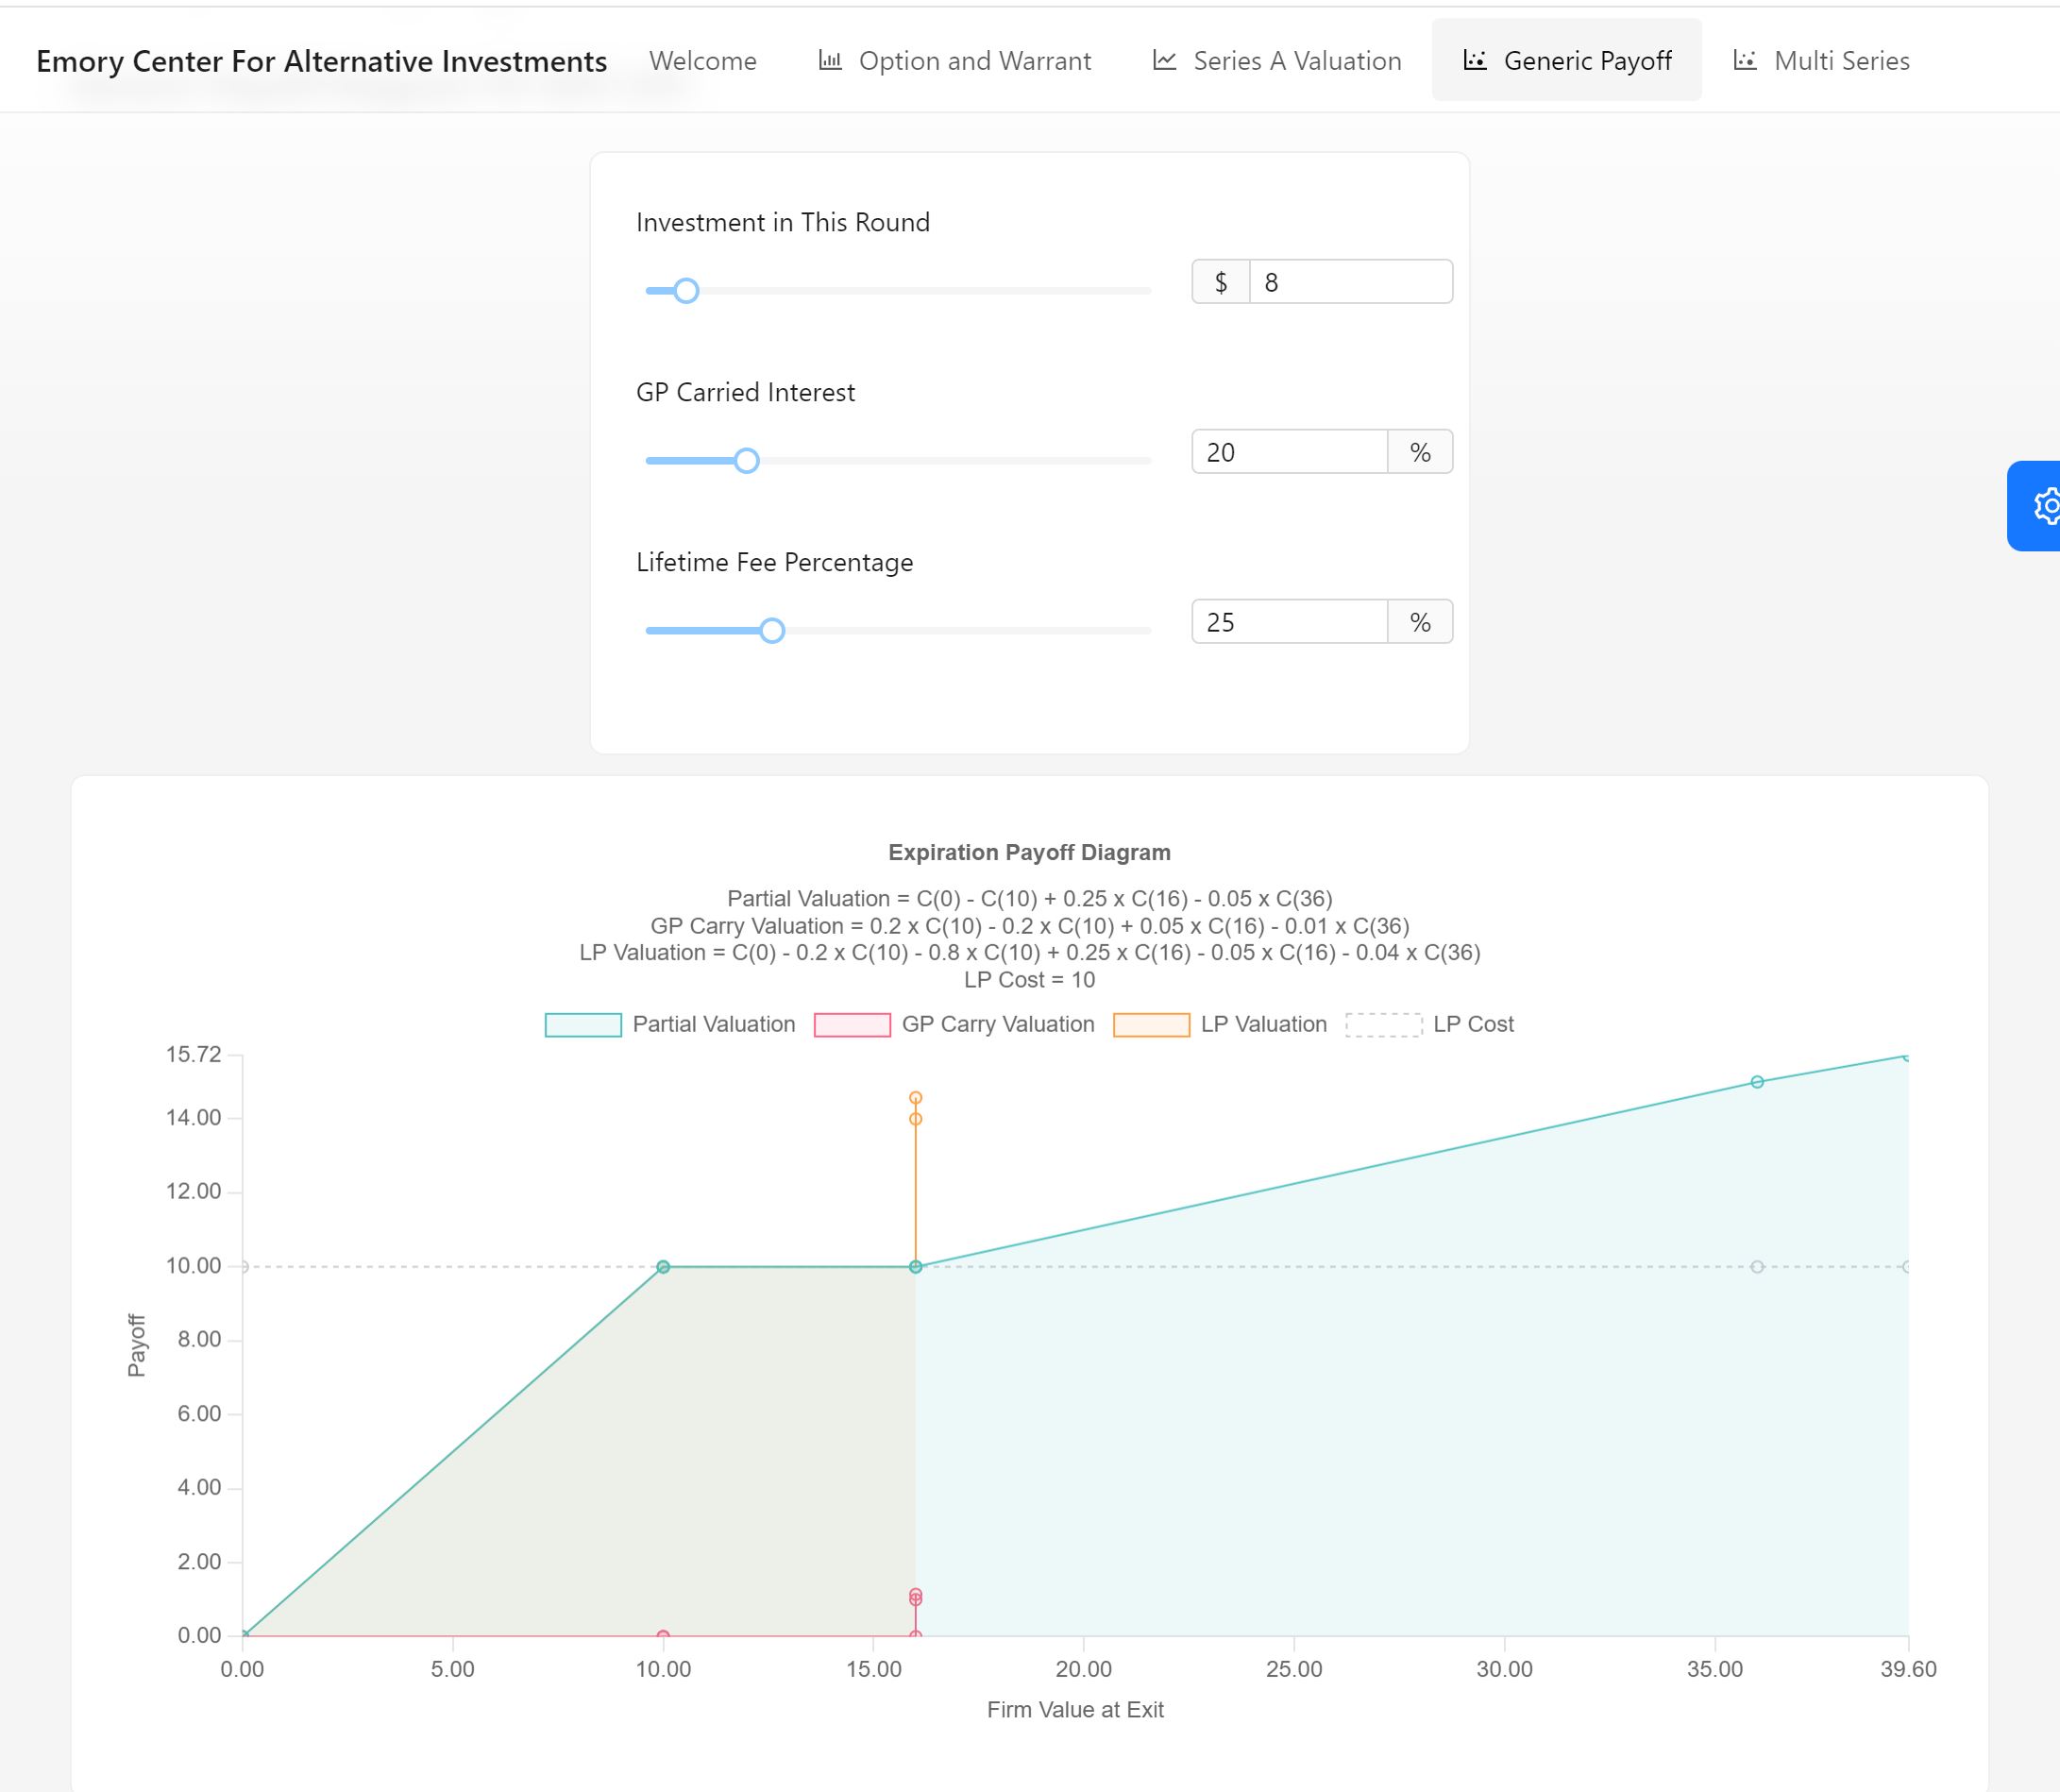 Emory Center For Alternative Investments Welcome Option and Warrant Series A Valuation Generic Payoff Multi Series
Investment in This Round
$ 8
GP Carried Interest
20 %
Lifetime Fee Percentage
25 %
Expiration Payoff Diagram
Partial Valuation = C(0) - C(10) + 0.25 x C(16) - 0.05 x C(36)
GP Carry Valuation = 0.2 x C(10) - 0.2 x C(10) + 0.05 x C(16) - 0.01 x C(36)
LP Valuation = C(0) - 0.2 x C(10) - 0.8 x C(10) + 0.25 x C(16) - 0.05 x C(16) - 0.04 x C(36)
LP Cost = 10
Partial Valuation GP Carry Valuation LP Valuation LP Cost
15.72
14.00
12.00
10.00
8.00
6.00
4.00
2.00
0.00
Payoff
0.00 5.00 10.00 15.00 20.00 25.00 30.00 35.00 39.60
Firm Value at Exit